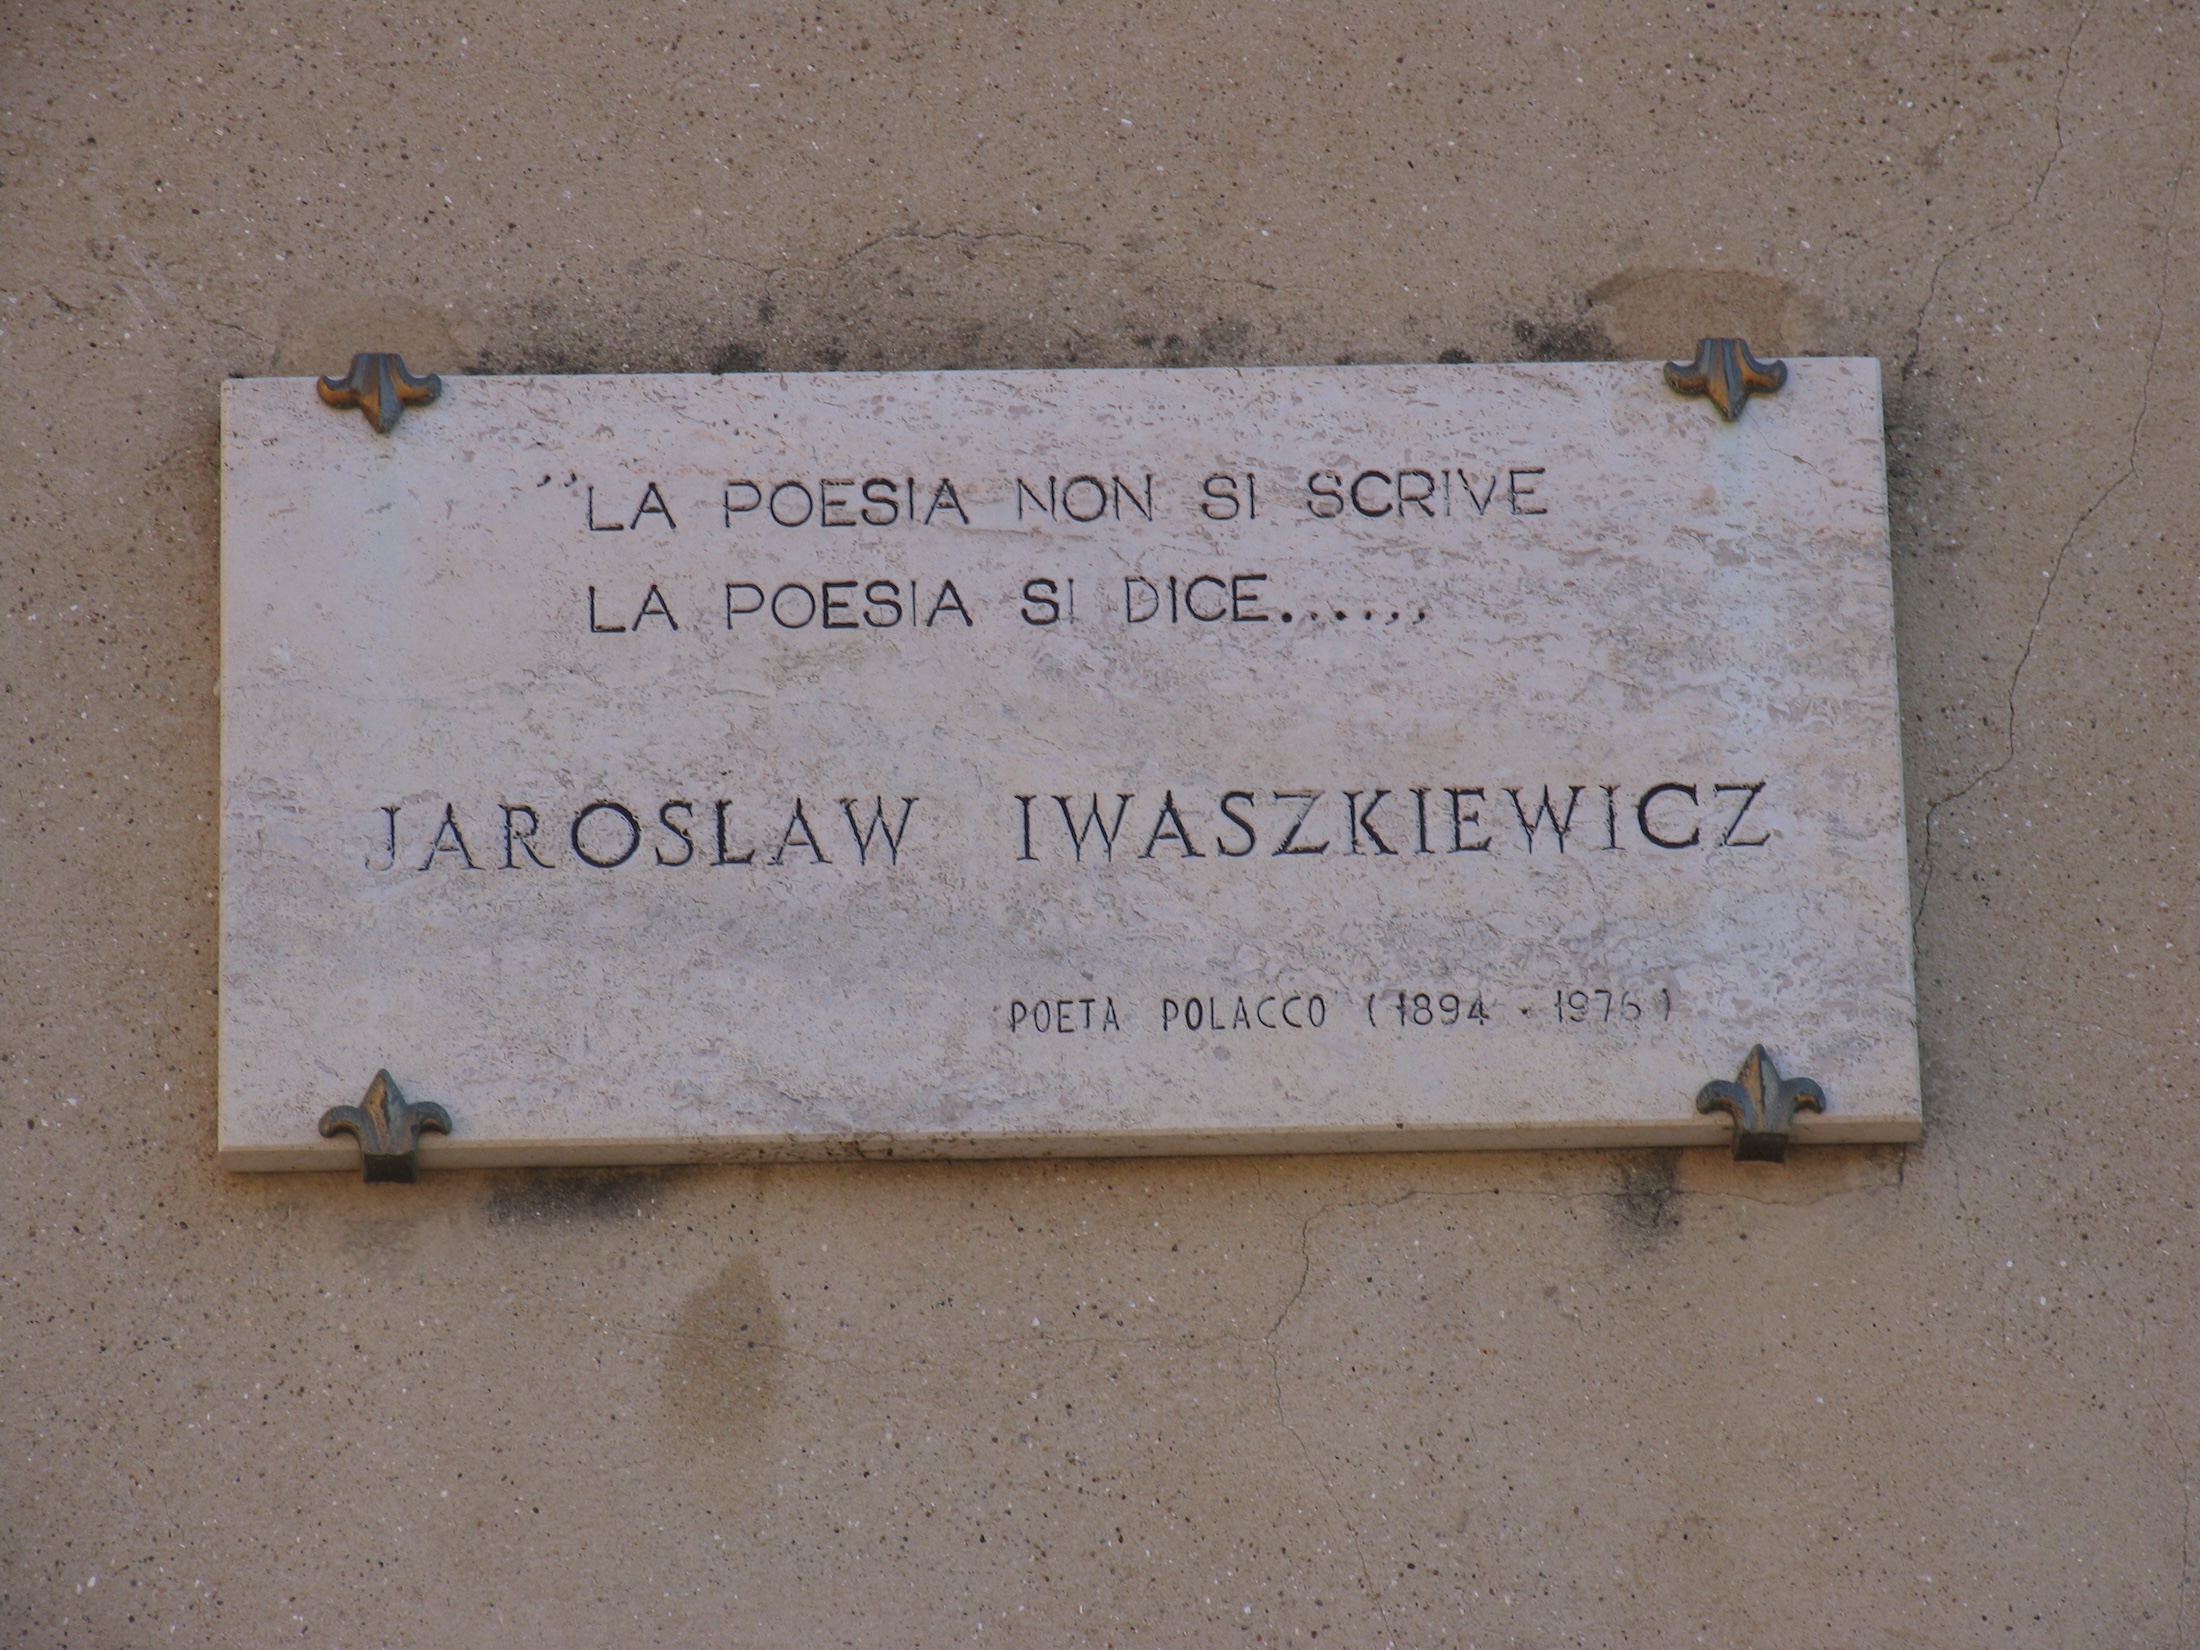 "LA POESIA NON SI SCRIVE
LA POESIA SI DICE......,
JAROSLAW IWASZKIEWICZ
POETA POLACCO (1894 - 1976)